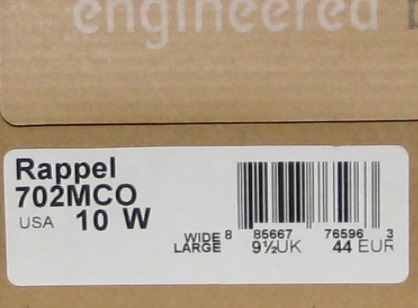 engineered
Rappel
702MCO
USA 10 W
WIDE 8 85667 76596 3
LARGE 9½UK 44 EUR